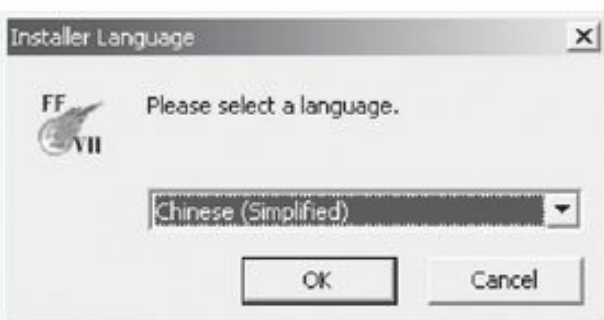 Installer Language
FF
VII
Please select a language.
Chinese (Simplified)
OK
Cancel